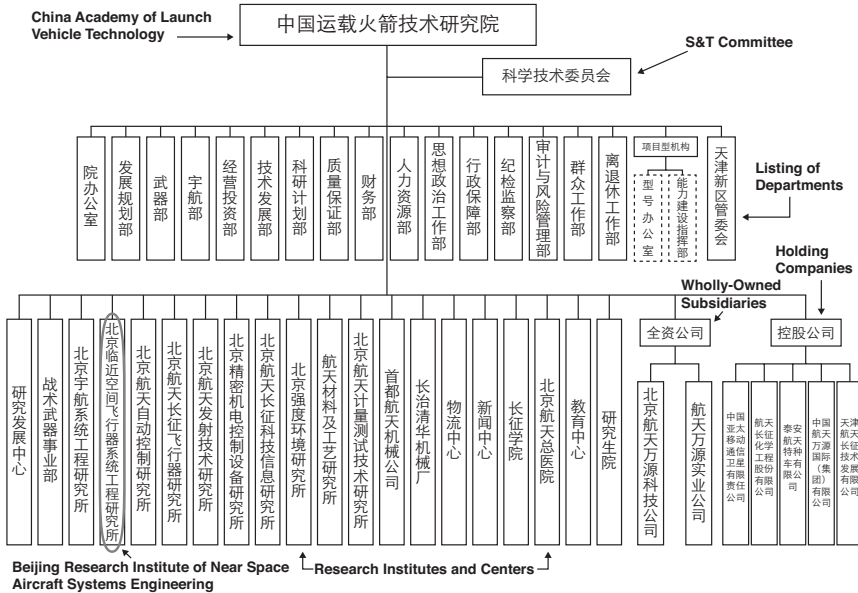 China Academy of Launch
Vehicle Technology
中国运载火箭技术研究院
S&T Committee
科学技术委员会
院办公室
发展规划部
武器部
宇航部
经营投资部
技术发展部
科研计划部
质量保证部
财务部
人力资源部
思想政治工作部
行政保障部
纪检监察部
审计与风险管理部
群众工作部
离退休工作部
项目型机构
型号办公室
能力建设指挥部
天津新区管委会
Listing of
Departments
Holding
Companies
Wholly-Owned
Subsidiaries
全资公司
控股公司
研究发展中心
战术武器事业部
北京宇航系统工程研究所
北京临近空间飞行器系统工程研究所
北京航天自动控制研究所
北京航天长征飞行器研究所
北京航天发射技术研究所
北京精密机电控制设备研究所
北京航天长征科技信息研究所
北京强度环境研究所
航天材料及工艺研究所
北京航天计量测试技术研究所
首都航天机械公司
长治清华机械厂
物流中心
新闻中心
长征学院
北京航天总医院
教育中心
研究生院
北京航天万源科技公司
航天万源实业公司
中国
亚太
移动
通信
卫星
有限
责任
公司
航天
长征
化学
工程
股份
有限
公司
泰安
航天
特种
车有
限公
司
中国
航天
万源
国际
（集
团）
有限
公司
天津
航天
长征
技术
发展
有限
公司
Beijing Research Institute of Near Space
Aircraft Systems Engineering
Research Institutes and Centers